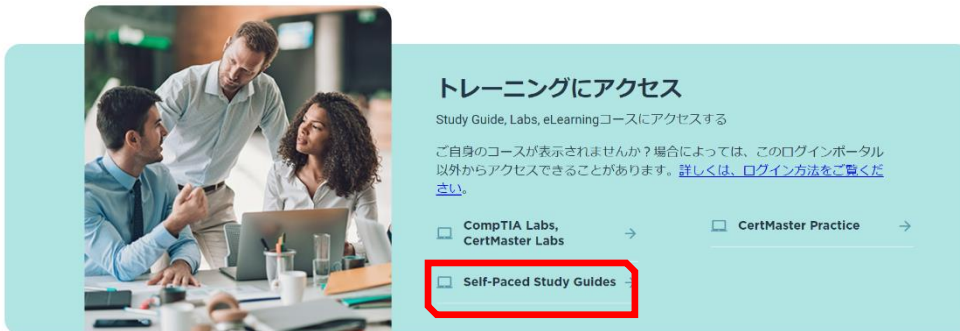 トレーニングにアクセス
Study Guide, Labs, eLearningコースにアクセスする
ご自身のコースが表示されませんか？場合によっては、このログインポータル
以外からアクセスできることがあります。詳しくは、ログイン方法をご覧くだ
さい。
CompTIA Labs,
CertMaster Labs
CertMaster Practice
Self-Paced Study Guides